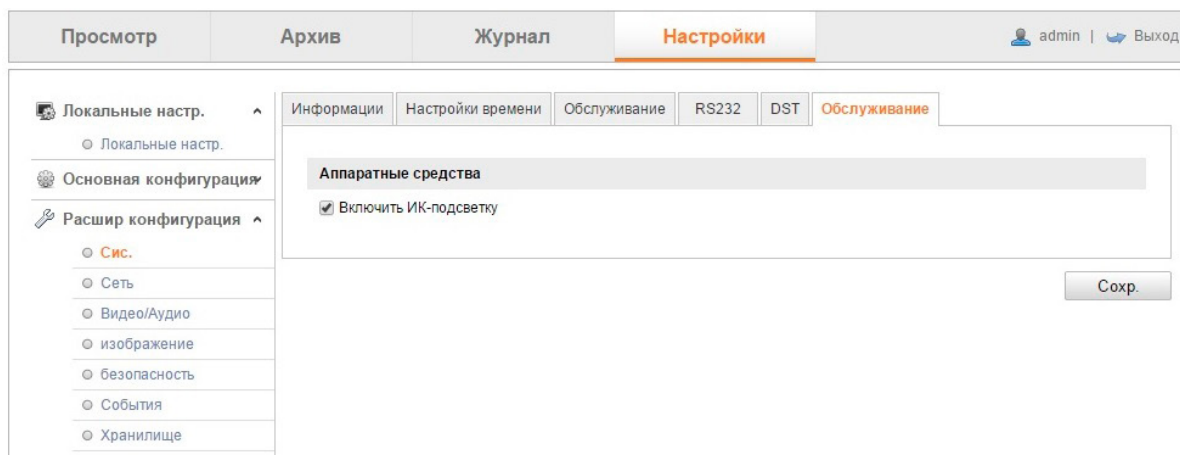 Просмотр Архив Журнал Настройки admin | Выход
Локальные настр.
Локальные настр.
Основная конфигурация
Расшир конфигурация
Сис.
Сеть
Видео/Аудио
изображение
безопасность
События
Хранилище
Информации Настройки времени Обслуживание RS232 DST Обслуживание
Аппаратные средства
Включить ИК-подсветку
Сохр.